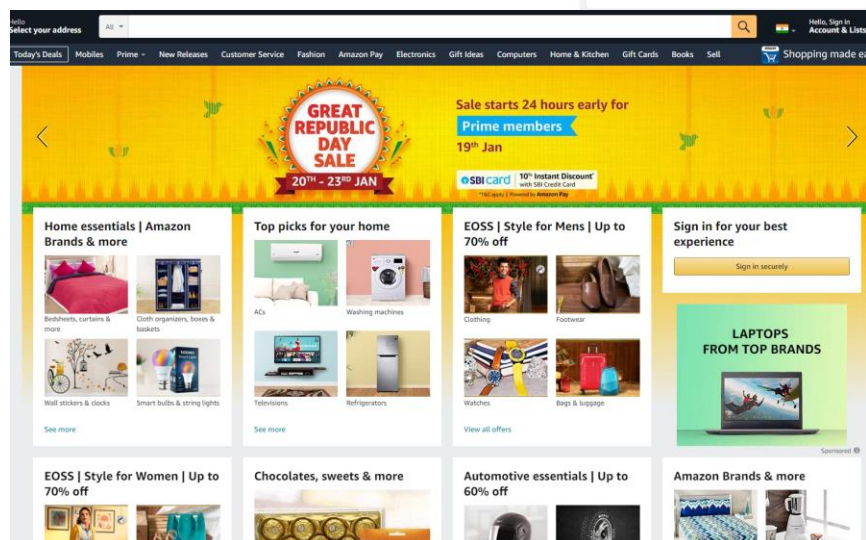 Hello
Select your address
All
Hello, Sign in
Account & Lists
Today's Deals Mobiles Prime New Releases Customer Service Fashion Amazon Pay Electronics Gift Ideas Computers Home & Kitchen Gift Cards Books Sell
Shopping made ea
GREAT
REPUBLIC
DAY
SALE
20TH - 23RD JAN
Sale starts 24 hours early for
Prime members
19th Jan
SBI card
10% Instant Discount*
with SBI Credit Card
*T&C apply | Powered by Amazon Pay
Home essentials | Amazon
Brands & more
Bedsheets, curtains &
more
Cloth organizers, boxes &
baskets
Wall stickers & clocks
Smart bulbs & string lights
See more
Top picks for your home
ACs
Washing machines
Televisions
Refrigerators
See more
EOSS | Style for Mens | Up to
70% off
Clothing
Footwear
Watches
Bags & luggage
View all offers
Sign in for your best
experience
Sign in securely
LAPTOPS
FROM TOP BRANDS
Sponsored
EOSS | Style for Women | Up to
70% off
Chocolates, sweets & more
Automotive essentials | Up to
60% off
Amazon Brands & more